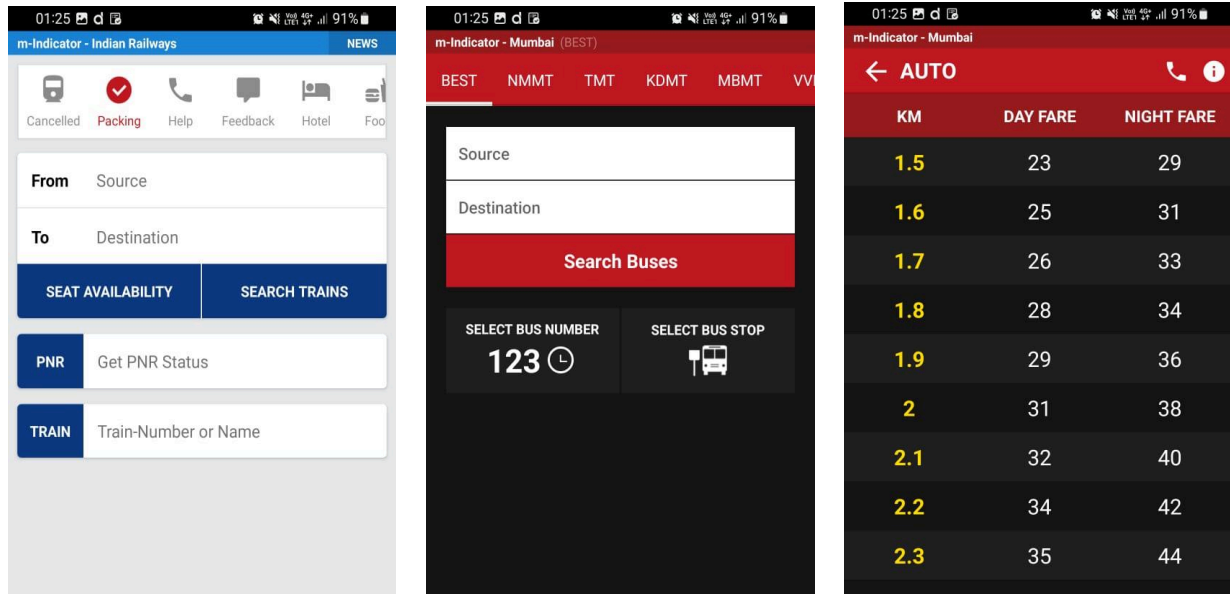 01:25 91%
m-Indicator - Indian Railways NEWS
Cancelled Packing Help Feedback Hotel Foo
From Source
To Destination
SEAT AVAILABILITY SEARCH TRAINS
PNR Get PNR Status
TRAIN Train-Number or Name
01:25 91%
m-Indicator - Mumbai (BEST)
BEST NMMT TMT KDMT MBMT VV
Source
Destination
Search Buses
SELECT BUS NUMBER SELECT BUS STOP
123
01:25 91%
m-Indicator - Mumbai
AUTO
KM DAY FARE NIGHT FARE
1.5 23 29
1.6 25 31
1.7 26 33
1.8 28 34
1.9 29 36
2 31 38
2.1 32 40
2.2 34 42
2.3 35 44